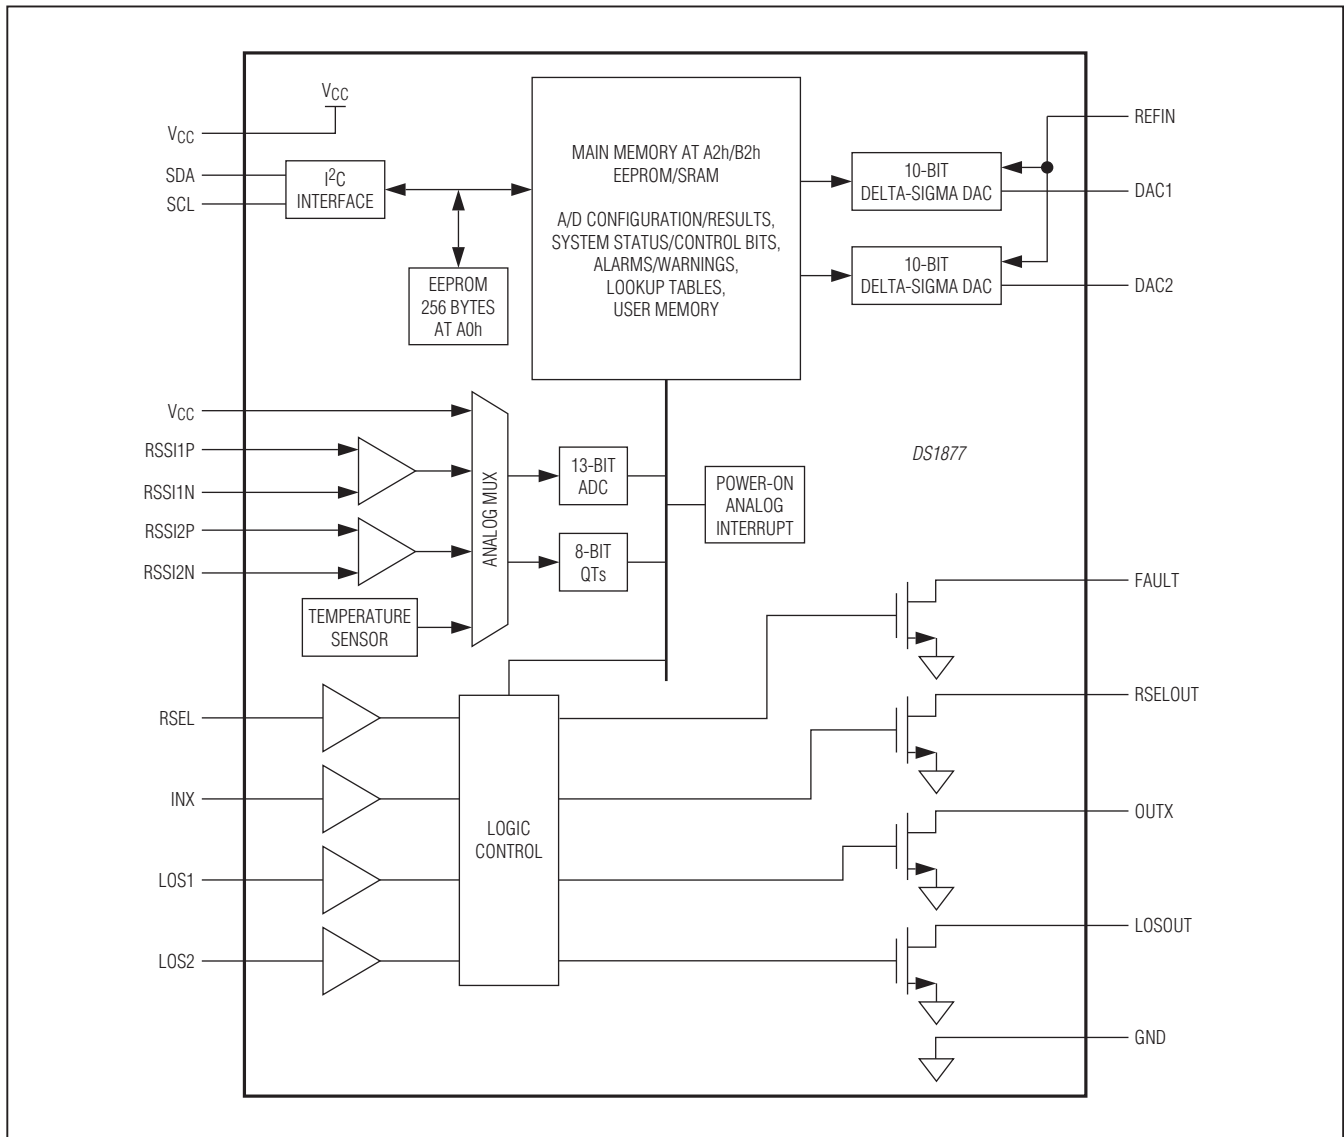 VCC
VCC
SDA
SCL
I²C
INTERFACE
EEPROM
256 BYTES
AT A0h
MAIN MEMORY AT A2h/B2h
EEPROM/SRAM
A/D CONFIGURATION/RESULTS,
SYSTEM STATUS/CONTROL BITS,
ALARMS/WARNINGS,
LOOKUP TABLES,
USER MEMORY
10-BIT
DELTA-SIGMA DAC
10-BIT
DELTA-SIGMA DAC
REFIN
DAC1
DAC2
VCC
RSSI1P
RSSI1N
RSSI2P
RSSI2N
TEMPERATURE
SENSOR
ANALOG MUX
13-BIT
ADC
8-BIT
QTs
POWER-ON
ANALOG
INTERRUPT
DS1877
RSEL
INX
LOS1
LOS2
LOGIC
CONTROL
FAULT
RSELOUT
OUTX
LOSOUT
GND